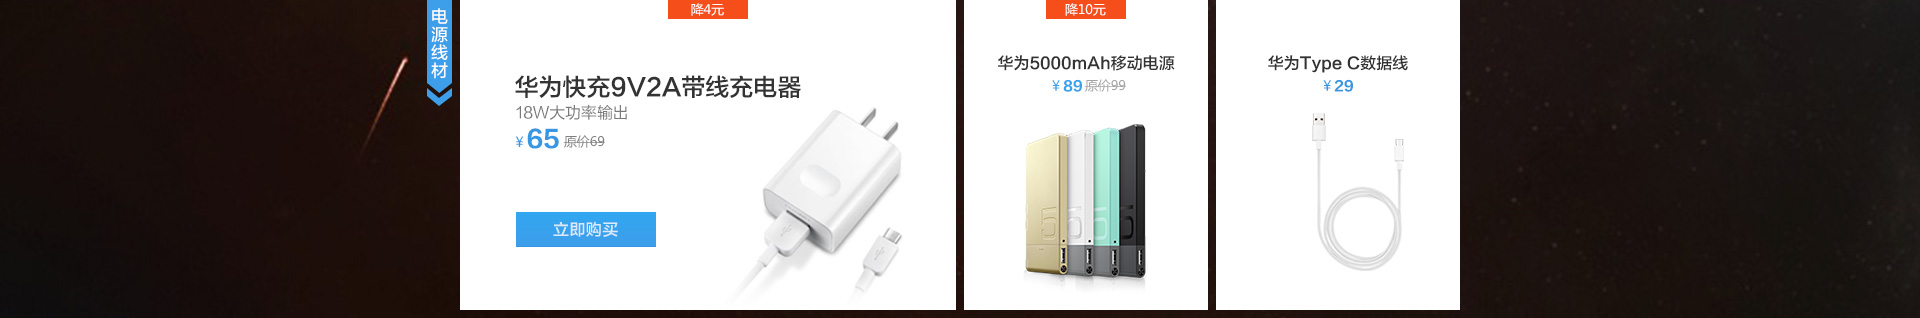 电源线材
降4元
华为快充9V2A带线充电器
18W大功率输出
¥65 原价69
立即购买
降10元
华为5000mAh移动电源
¥89 原价99
华为Type C数据线
¥29